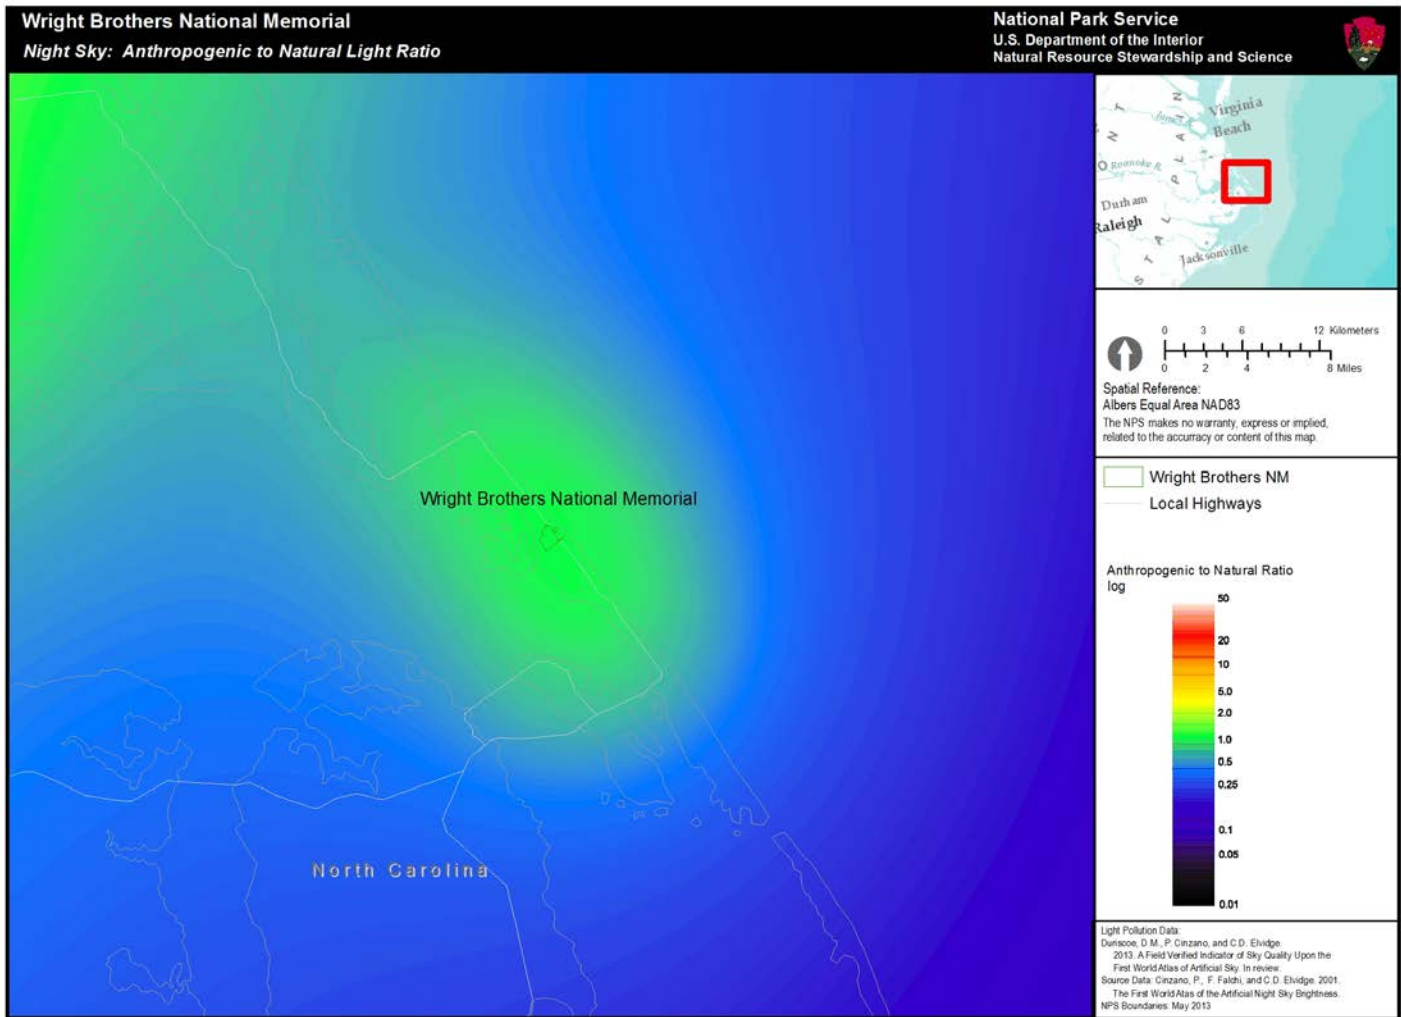 Wright Brothers National Memorial
Night Sky: Anthropogenic to Natural Light Ratio
National Park Service
U.S. Department of the Interior
Natural Resource Stewardship and Science
Wright Brothers National Memorial
North Carolina
Virginia
Beach
James R.
Roanoke R.
Durham
Raleigh
Jacksonville
N T
O
S T A L P L A I N
0 3 6 12 Kilometers
0 2 4 8 Miles
Spatial Reference:
Albers Equal Area NAD83
The NPS makes no warranty, express or implied,
related to the accurracy or content of this map.
Wright Brothers NM
Local Highways
Anthropogenic to Natural Ratio
log
50
20
10
5.0
2.0
1.0
0.5
0.25
0.1
0.05
0.01
Light Pollution Data:
Duriscoe, D.M., P. Cinzano, and C.D. Elvidge.
2013. A Field Verified Indicator of Sky Quality Upon the
First World Atlas of Artificial Sky. In review.
Source Data: Cinzano, P., F. Falchi, and C.D. Elvidge. 2001.
The First World Atas of the Artificial Night Sky Brightness.
NPS Boundaries: May 2013